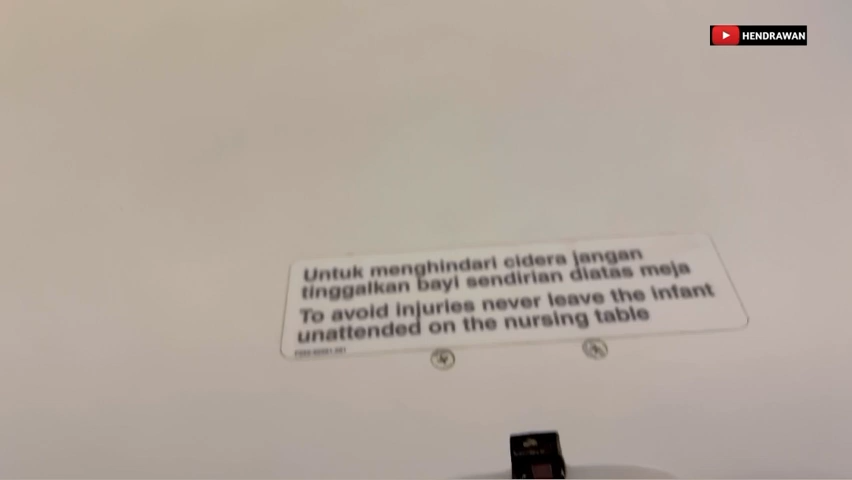 HENDRAWAN
Untuk menghindari cidera jangan
tinggalkan bayi sendirian diatas meja
To avoid injuries never leave the infant
unattended on the nursing table